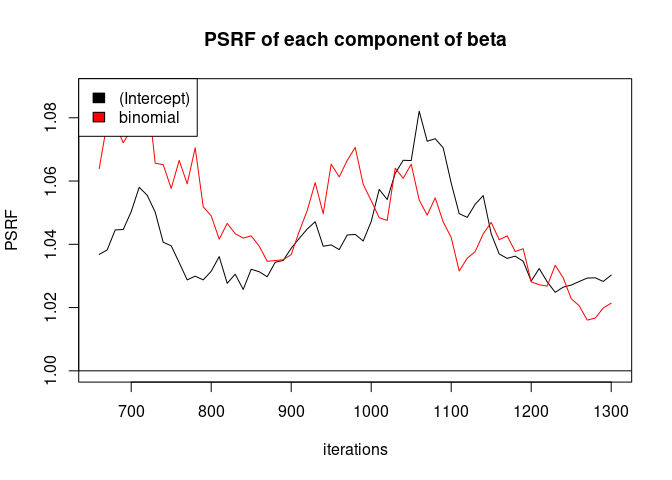 PSRF of each component of beta
(Intercept)
binomial
PSRF
1.08
1.06
1.04
1.02
1.00
700 800 900 1000 1100 1200 1300
iterations